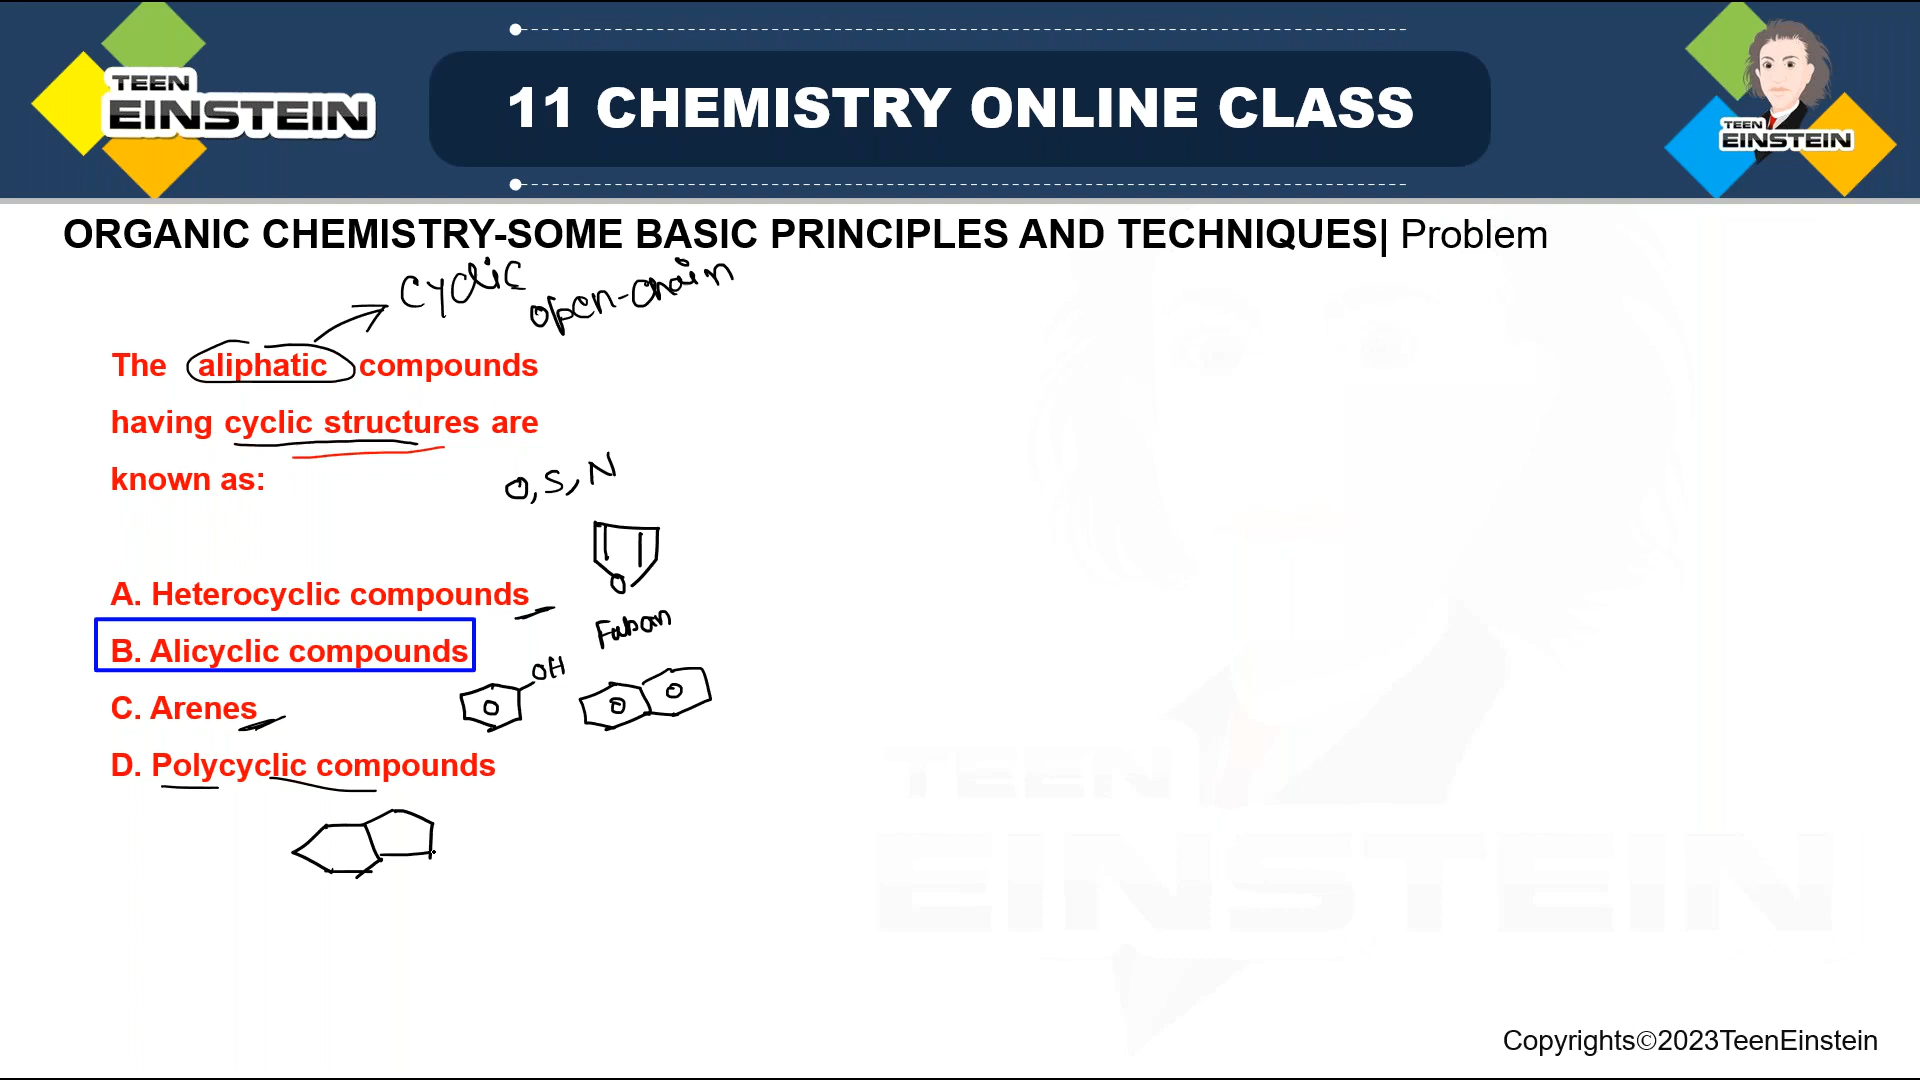 TEEN
EINSTEIN
11 CHEMISTRY ONLINE CLASS
TEEN
EINSTEIN
ORGANIC CHEMISTRY-SOME BASIC PRINCIPLES AND TECHNIQUES| Problem
cyclic
open-chain
The aliphatic compounds
having cyclic structures are
known as:
O, S, N
O
A. Heterocyclic compounds
B. Alicyclic compounds
OH
C. Arenes
D. Polycyclic compounds
TEEN
EINSTEIN
Copyrights©2023TeenEinstein